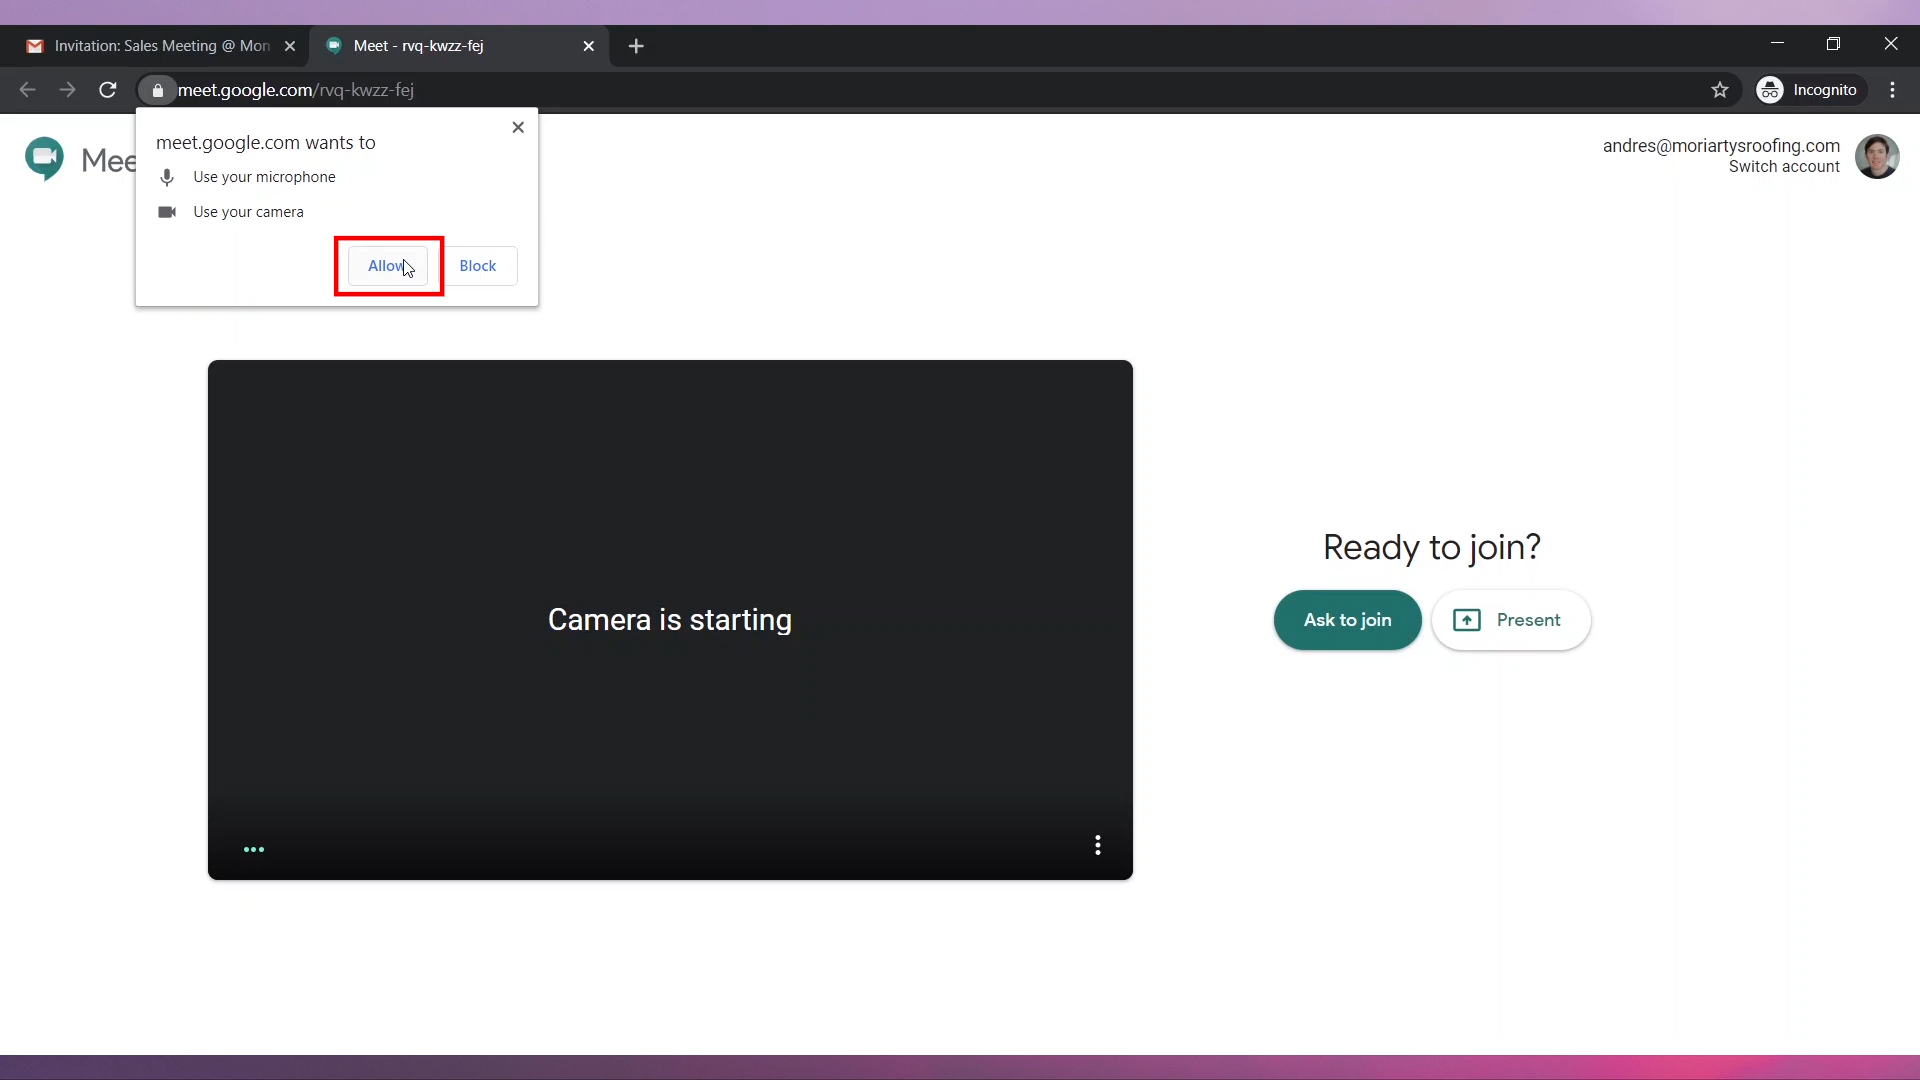 Invitation: Sales Meeting @ Mon
Meet - rvq-kwzz-fej
meet.google.com/rvq-kwzz-fej
Incognito
meet.google.com wants to
Use your microphone
Use your camera
Allow
Block
Mee
andres@moriartysroofing.com
Switch account
Camera is starting
Ready to join?
Ask to join
Present